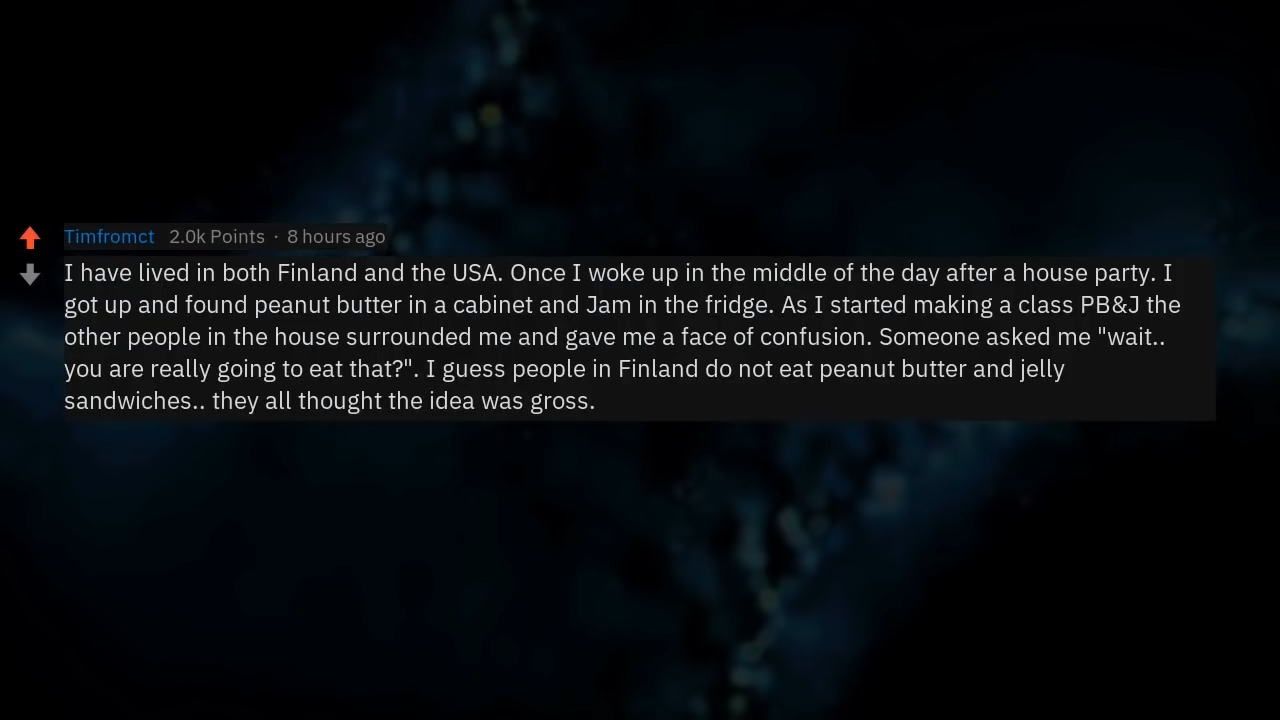 Timfromct 2.0k Points · 8 hours ago
I have lived in both Finland and the USA. Once I woke up in the middle of the day after a house party. I
got up and found peanut butter in a cabinet and Jam in the fridge. As I started making a class PB&J the
other people in the house surrounded me and gave me a face of confusion. Someone asked me "wait..
you are really going to eat that?". I guess people in Finland do not eat peanut butter and jelly
sandwiches.. they all thought the idea was gross.